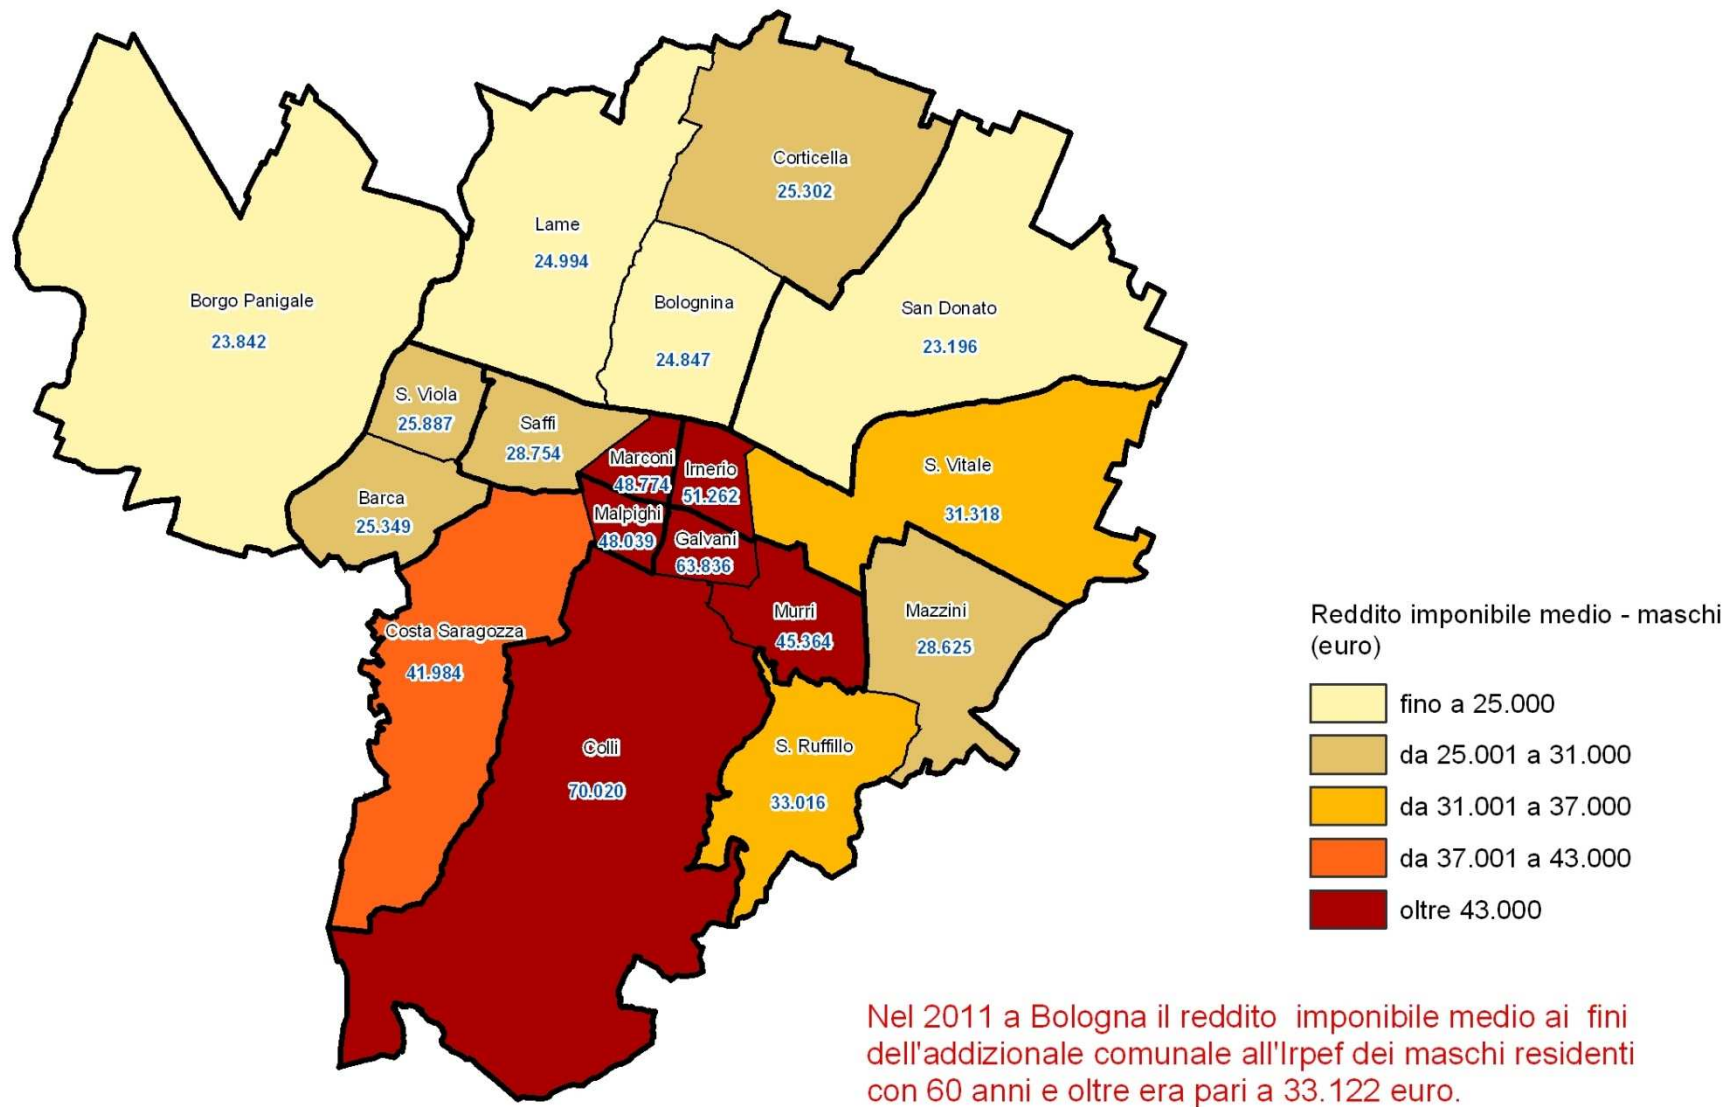 Corticella
25.302
Lame
24.994
Borgo Panigale
23.842
Bolognina
24.847
San Donato
23.196
S. Viola
25.887
Saffi
28.754
Marconi
48.774
Irnerio
51.262
S. Vitale
31.318
Barca
25.349
Malpighi
48.039
Galvani
63.836
Murri
45.364
Mazzini
28.625
Costa Saragozza
41.984
Colli
70.020
S. Ruffillo
33.016
Reddito imponibile medio - maschi
(euro)
fino a 25.000
da 25.001 a 31.000
da 31.001 a 37.000
da 37.001 a 43.000
oltre 43.000
Nel 2011 a Bologna il reddito imponibile medio ai fini
dell'addizionale comunale all'Irpef dei maschi residenti
con 60 anni e oltre era pari a 33.122 euro.